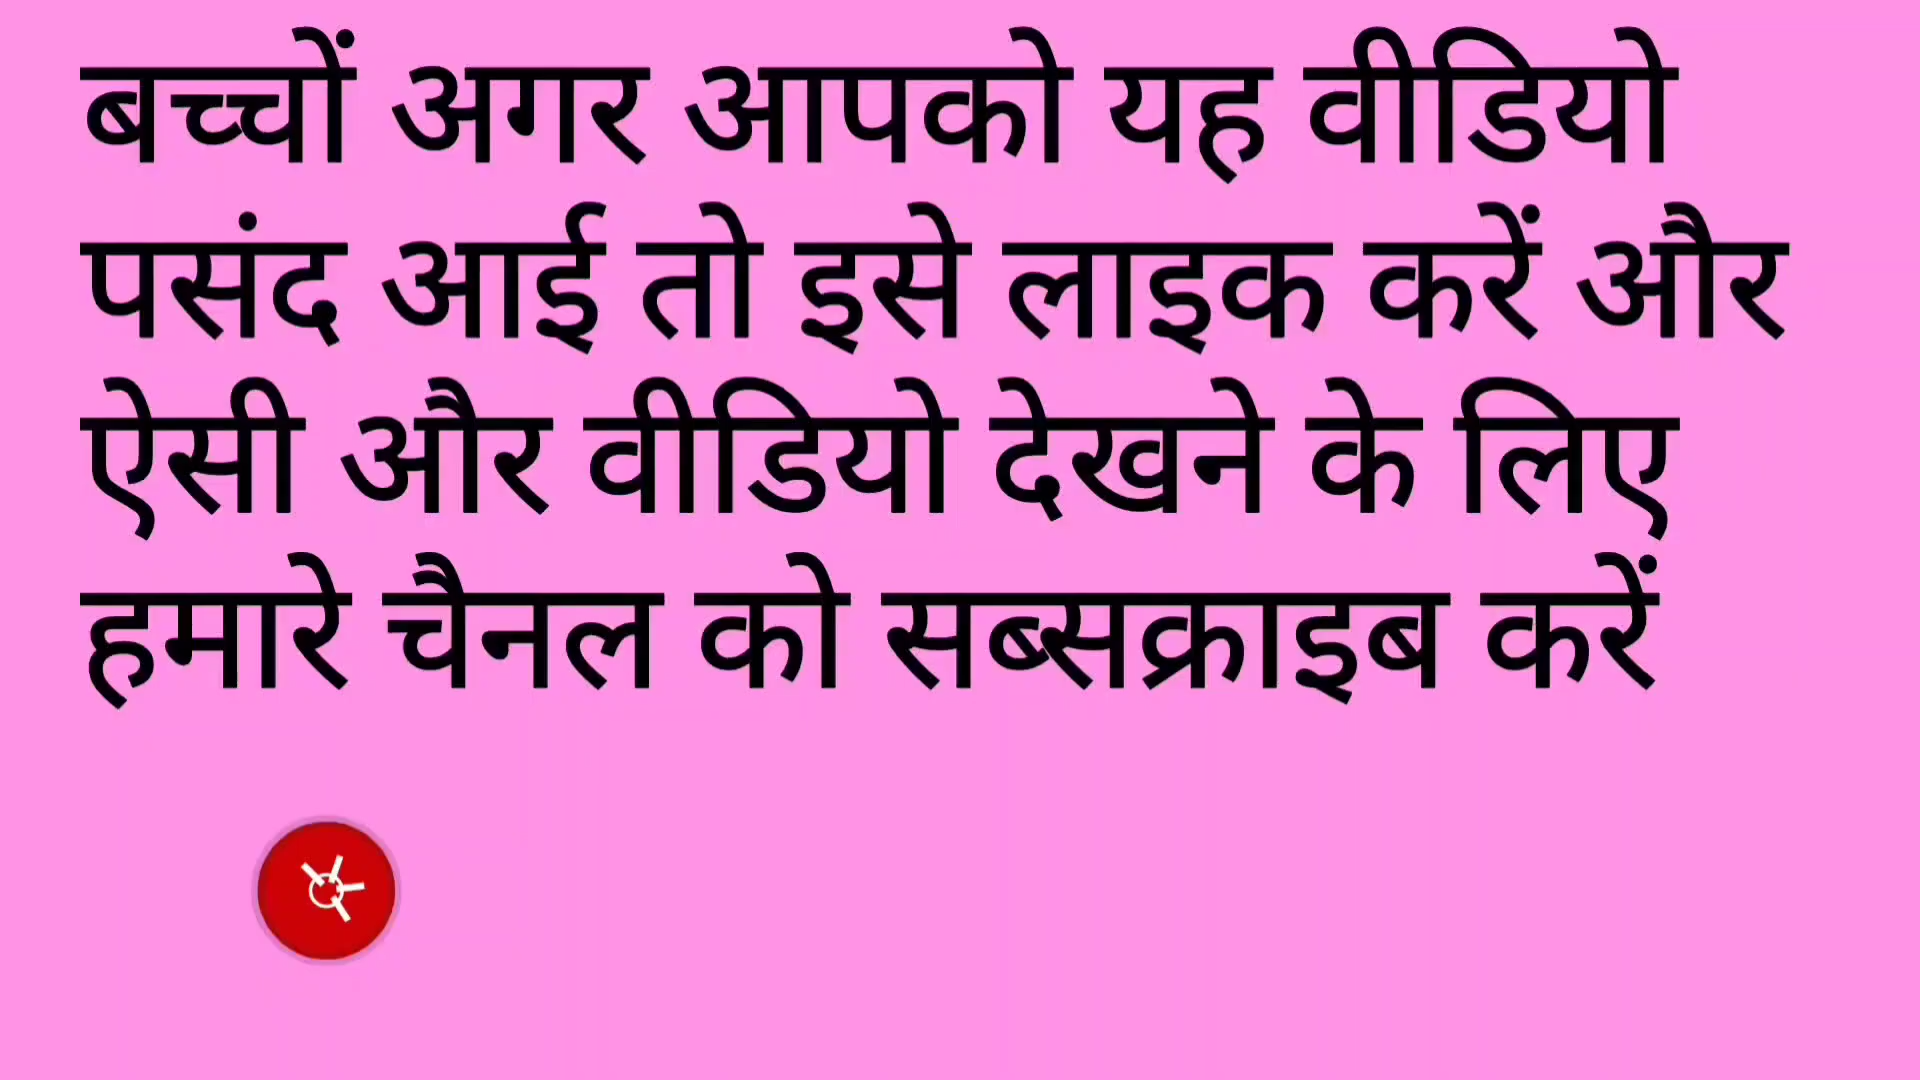 बच्चों अगर आपको यह वीडियो
पसंद आई तो इसे लाइक करें और
ऐसी और वीडियो देखने के लिए
हमारे चैनल को सब्सक्राइब करें